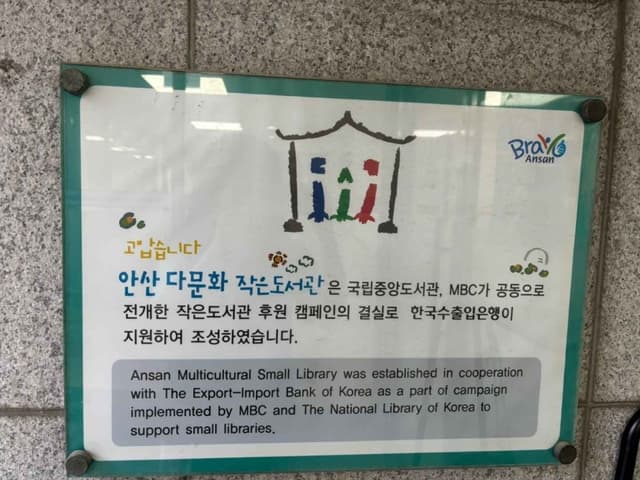 Bravo
Ansan
고맙습니다
안산 다문화 작은도서관은 국립중앙도서관, MBC가 공동으로
전개한 작은도서관 후원 캠페인의 결실로 한국수출입은행이
지원하여 조성하였습니다.
Ansan Multicultural Small Library was established in cooperation
with The Export-Import Bank of Korea as a part of campaign
implemented by MBC and The National Library of Korea to
support small libraries.